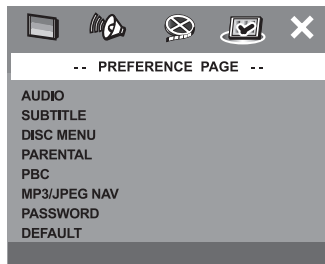 -- PREFERENCE PAGE --
AUDIO
SUBTITLE
DISC MENU
PARENTAL
PBC
MP3/JPEG NAV
PASSWORD
DEFAULT